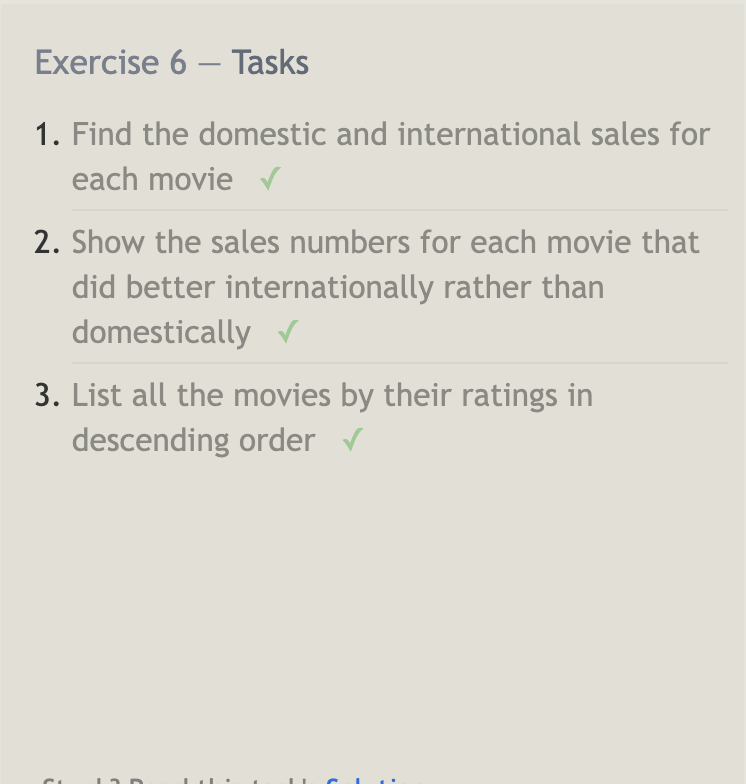 Exercise 6 — Tasks
1. Find the domestic and international sales for
each movie ✓
2. Show the sales numbers for each movie that
did better internationally rather than
domestically ✓
3. List all the movies by their ratings in
descending order ✓